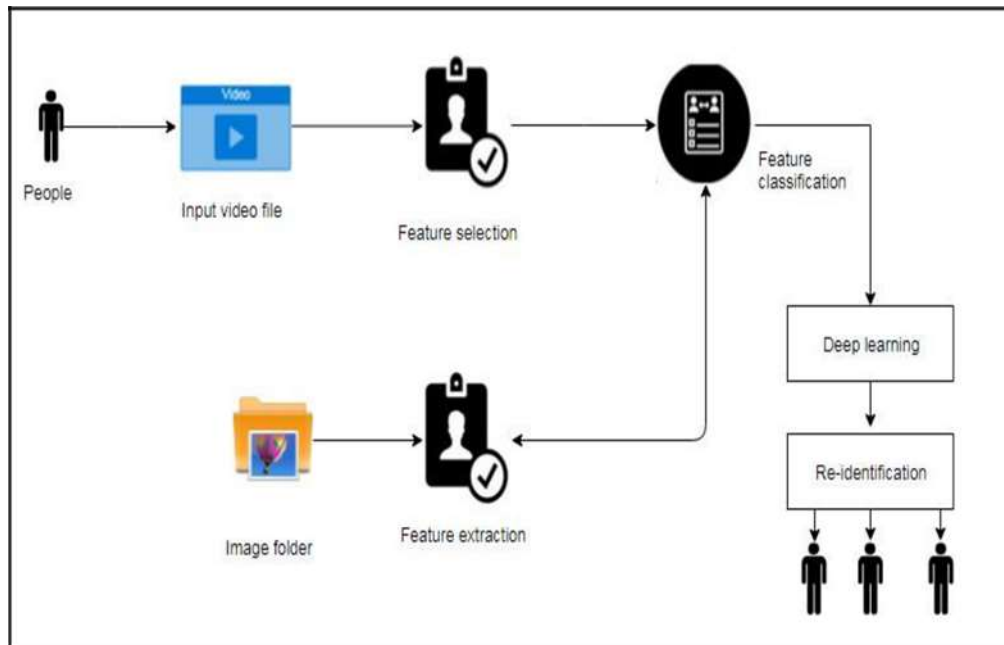 Video
People
Input video file
Feature selection
Feature
classification
Deep learning
Re-identification
Image folder
Feature extraction